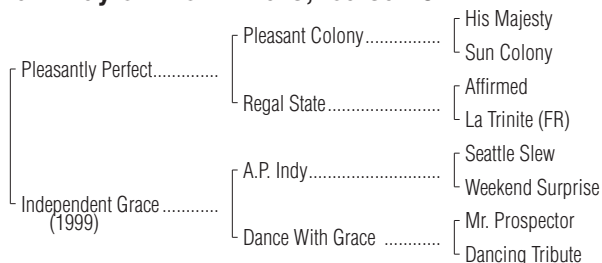 His Majesty
Pleasant Colony...............
Sun Colony
Pleasantly Perfect.............
Affirmed
Regal State.......................
La Trinite (FR)
Seattle Slew
A.P. Indy...........................
Weekend Surprise
Independent Grace ...........
(1999)
Mr. Prospector
Dance With Grace ............
Dancing Tribute